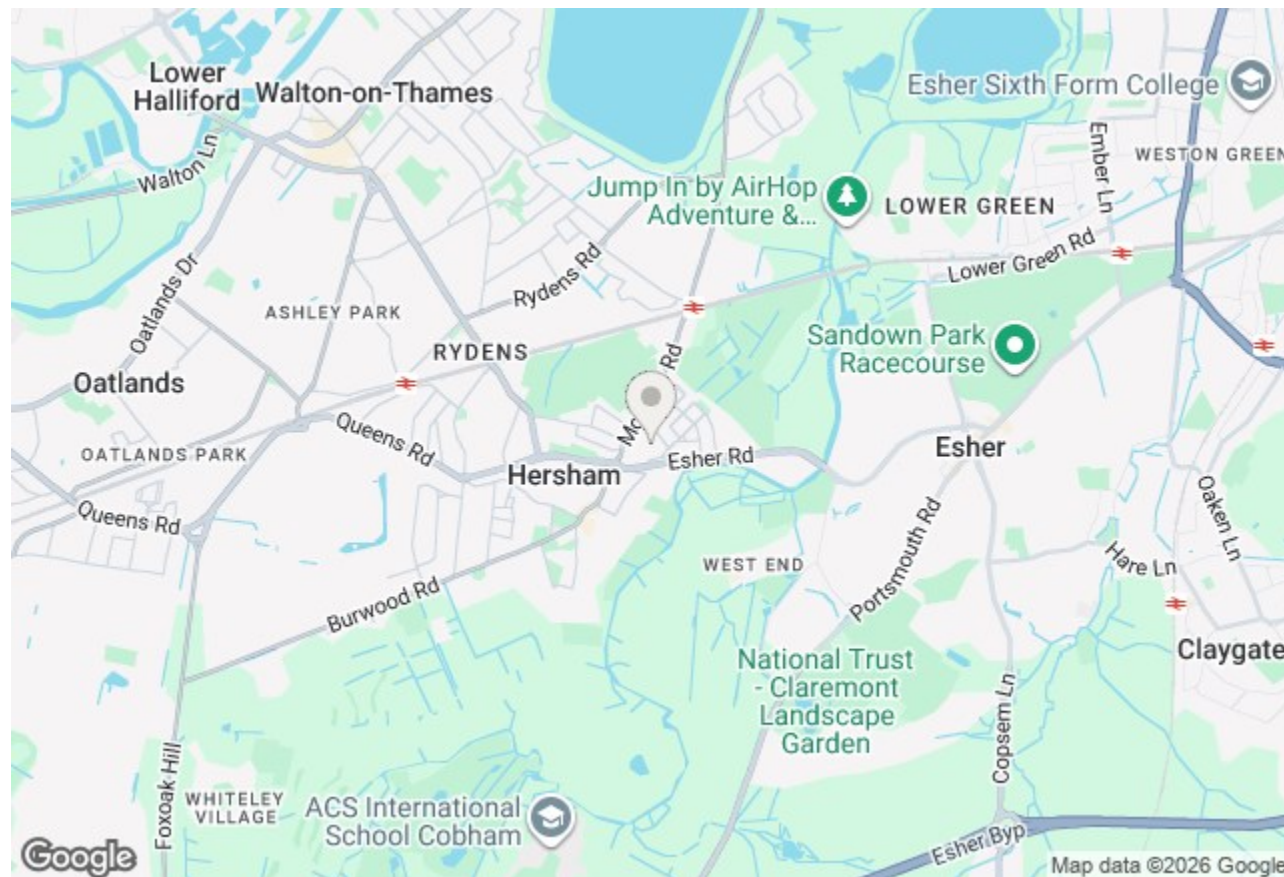 Lower
Halliford
Walton-on-Thames
Esher Sixth Form College
Ember Ln
WESTON GREEN
Walton Ln
Jump In by AirHop
Adventure &...
LOWER GREEN
Lower Green Rd
Oatlands Dr
Rydens Rd
ASHLEY PARK
RYDENS
Sandown Park
Racecourse
Oatlands
Rd
Queens Rd
OATLANDS PARK
Hersham
Esher Rd
Esher
Queens Rd
Oaken Ln
Portsmouth Rd
Hare Ln
WEST END
Burwood Rd
Claygate
National Trust
- Claremont
Landscape
Garden
Copsem Ln
Foxoak Hill
WHITELEY
VILLAGE
ACS International
School Cobham
Esher Byp
Google
Map data ©2026 Google